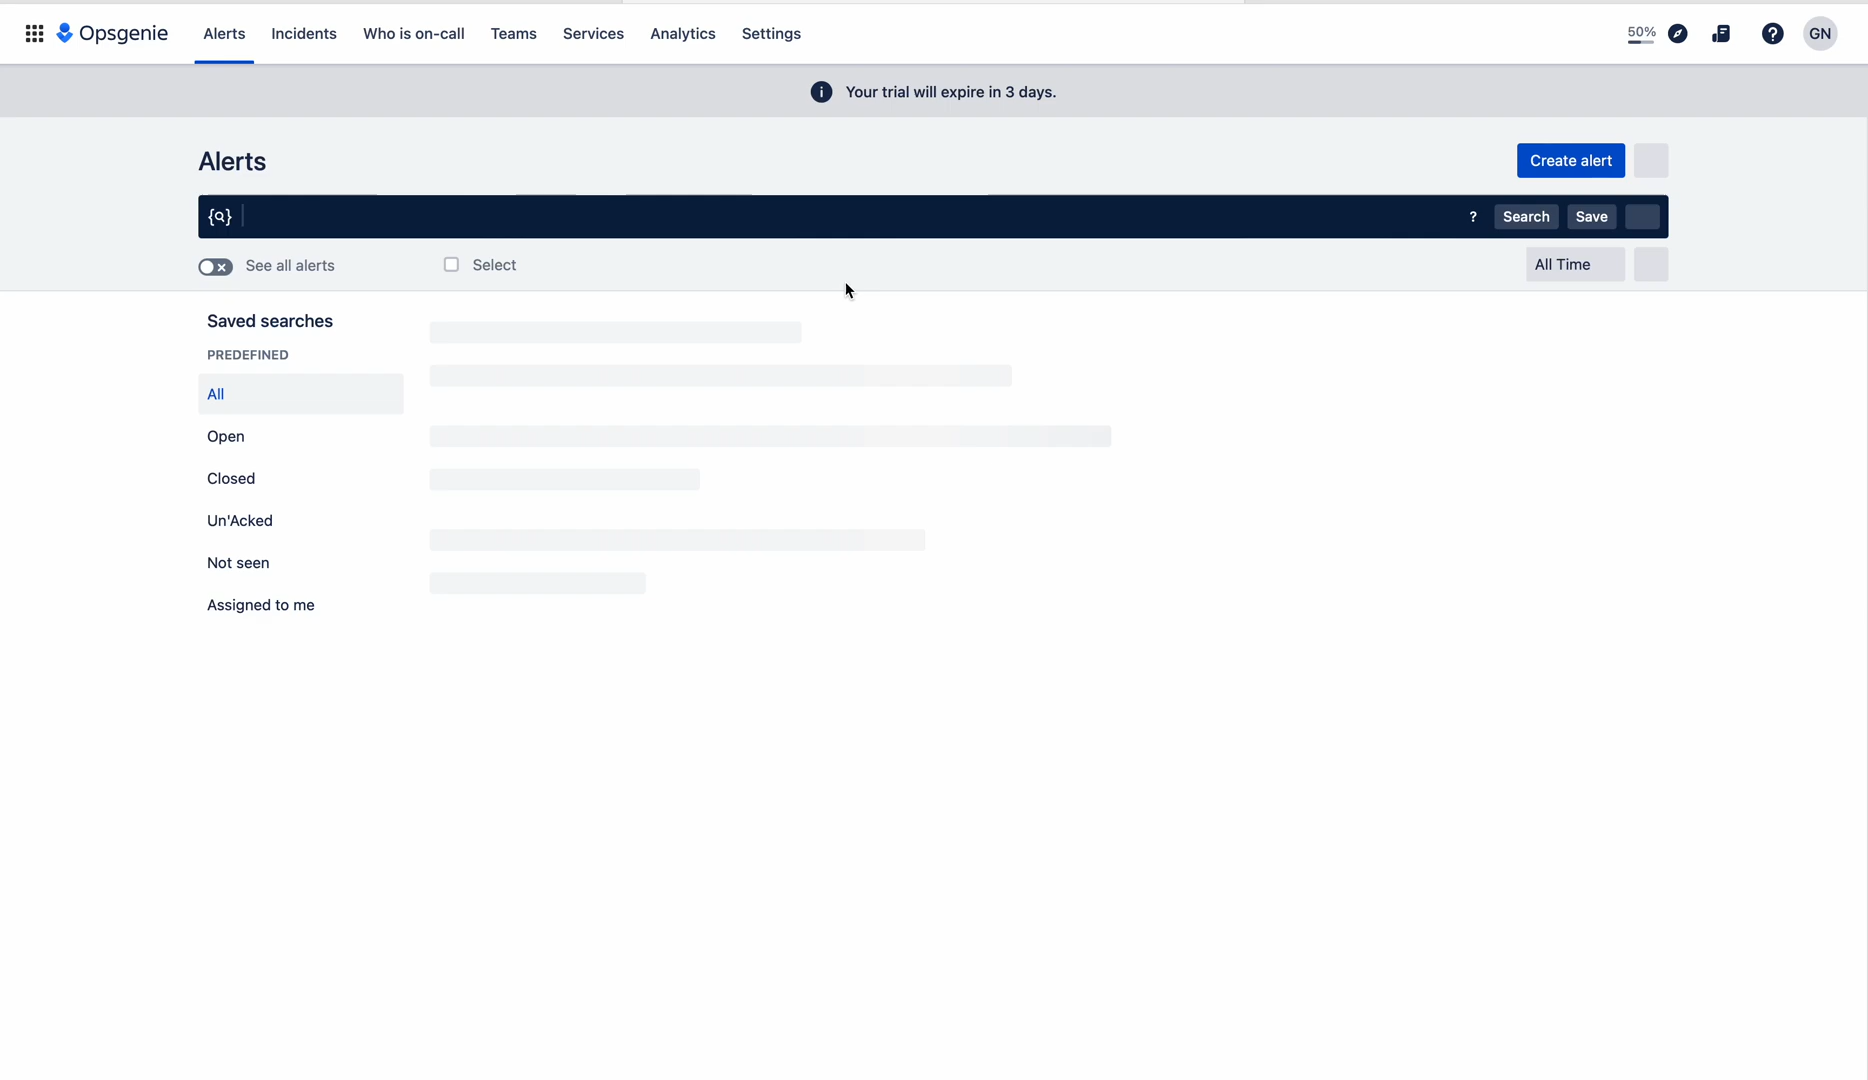 Opsgenie Alerts Incidents Who is on-call Teams Services Analytics Settings 50% ? GN
i Your trial will expire in 3 days.
Alerts Create alert
{Q} ? Search Save
See all alerts Select All Time
Saved searches
PREDEFINED
All
Open
Closed
Un'Acked
Not seen
Assigned to me